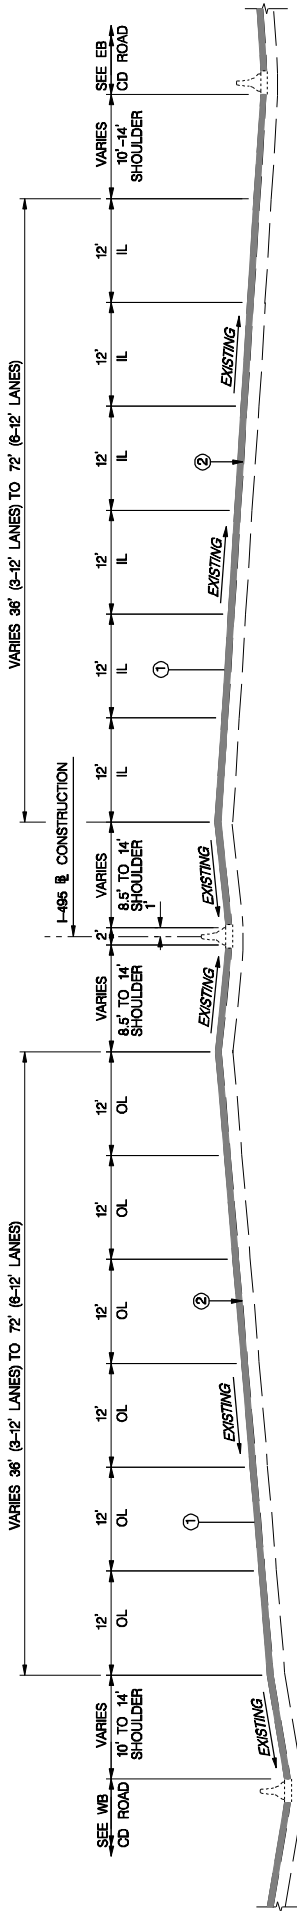 VARIES 36' (3-12' LANES) TO 72' (6-12' LANES)
I-495 BL CONSTRUCTION
VARIES 36' (3-12' LANES) TO 72' (6-12' LANES)
SEE WB
CD ROAD
VARIES
10' TO 14'
SHOULDER
12'
OL
12'
OL
12'
OL
12'
OL
12'
OL
12'
OL
VARIES
8.5' TO 14'
SHOULDER
2'
1'
VARIES
8.5' TO 14'
SHOULDER
12'
IL
12'
IL
12'
IL
12'
IL
12'
IL
12'
IL
VARIES
10'-14'
SHOULDER
SEE EB
CD ROAD
EXISTING
1
EXISTING
2
EXISTING
EXISTING
1
EXISTING
2
EXISTING